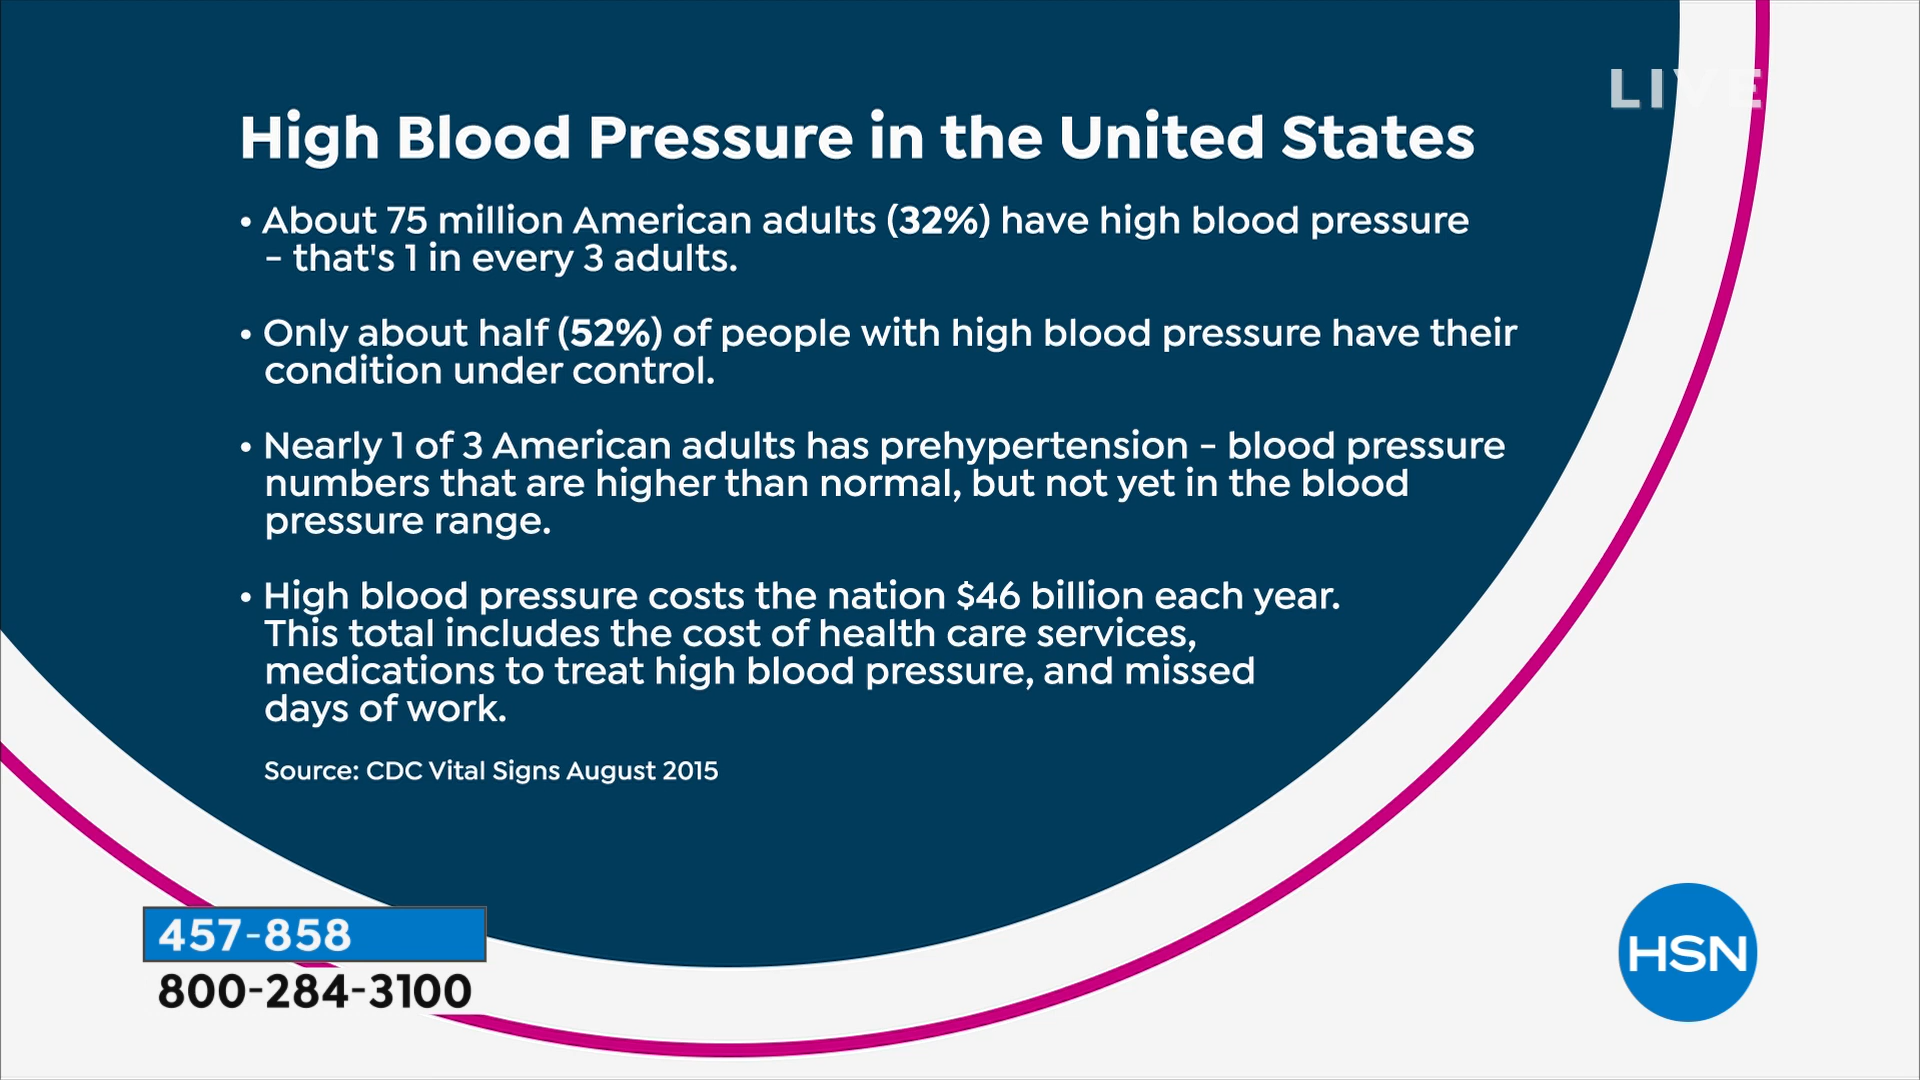 LIVE
High Blood Pressure in the United States
• About 75 million American adults (32%) have high blood pressure
– that's 1 in every 3 adults.
• Only about half (52%) of people with high blood pressure have their
condition under control.
• Nearly 1 of 3 American adults has prehypertension – blood pressure
numbers that are higher than normal, but not yet in the blood
pressure range.
• High blood pressure costs the nation $46 billion each year.
This total includes the cost of health care services,
medications to treat high blood pressure, and missed
days of work.
Source: CDC Vital Signs August 2015
457-858
800-284-3100
HSN